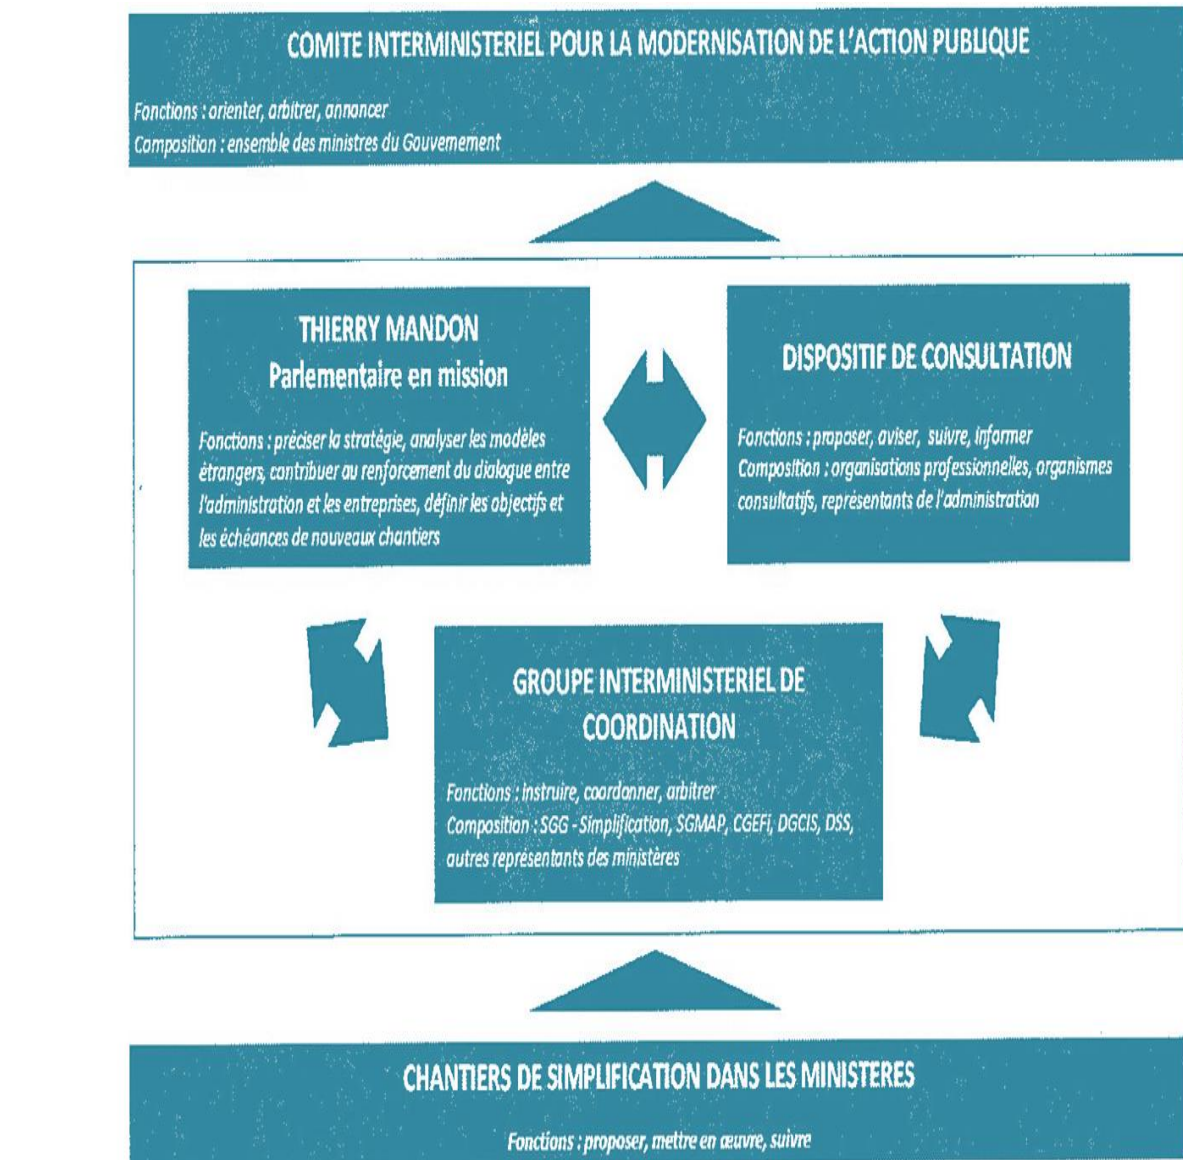 COMITE INTERMINISTERIEL POUR LA MODERNISATION DE L'ACTION PUBLIQUE
Fonctions : orienter, arbitrer, annoncer
Composition : ensemble des ministres du Gouvernement
THIERRY MANDON
Parlementaire en mission
Fonctions : préciser la stratégie, analyser les modèles
étrangers, contribuer au renforcement du dialogue entre
l'administration et les entreprises, définir les objectifs et
les échéances de nouveaux chantiers
DISPOSITIF DE CONSULTATION
Fonctions : proposer, aviser, suivre, informer
Composition : organisations professionnelles, organismes
consultatifs, représentants de l'administration
GROUPE INTERMINISTERIEL DE
COORDINATION
Fonctions : instruire, coordonner, arbitrer
Composition : SGG - Simplification, SGMAP, CGEFi, DGCIS, DSS,
autres représentants des ministères
CHANTIERS DE SIMPLIFICATION DANS LES MINISTERES
Fonctions : proposer, mettre en œuvre, suivre